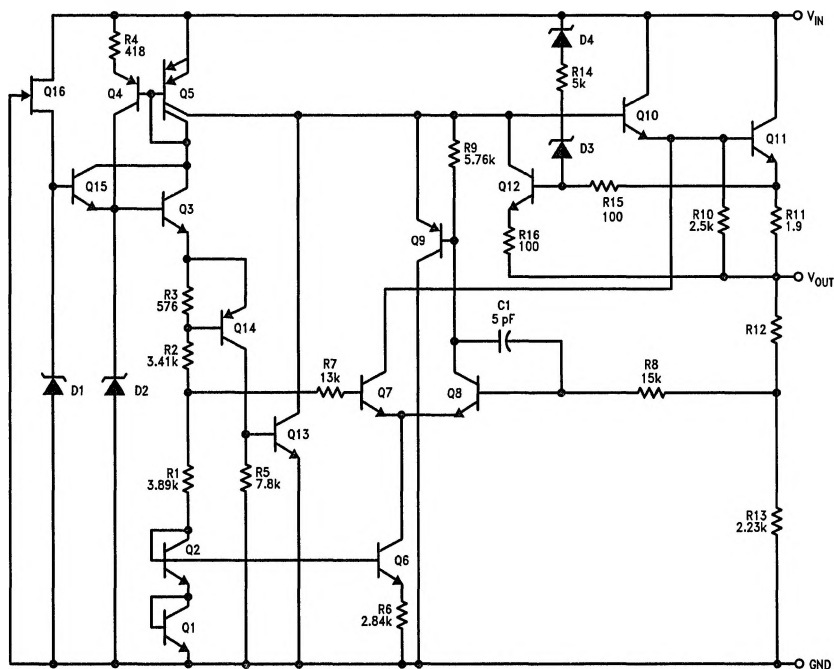 V_IN
R4
418
Q4
Q5
D4
R14
5k
Q16
Q10
Q11
R9
5.76k
D3
Q15
Q3
Q12
R15
100
R10
2.5k
R11
1.9
R16
100
Q9
V_OUT
R3
576
Q14
C1
5 pF
R12
R2
3.41k
R7
13k
R8
15k
D1
D2
Q7
Q8
Q13
R1
3.89k
R5
7.8k
R13
2.23k
Q2
Q6
R6
2.84k
Q1
GND